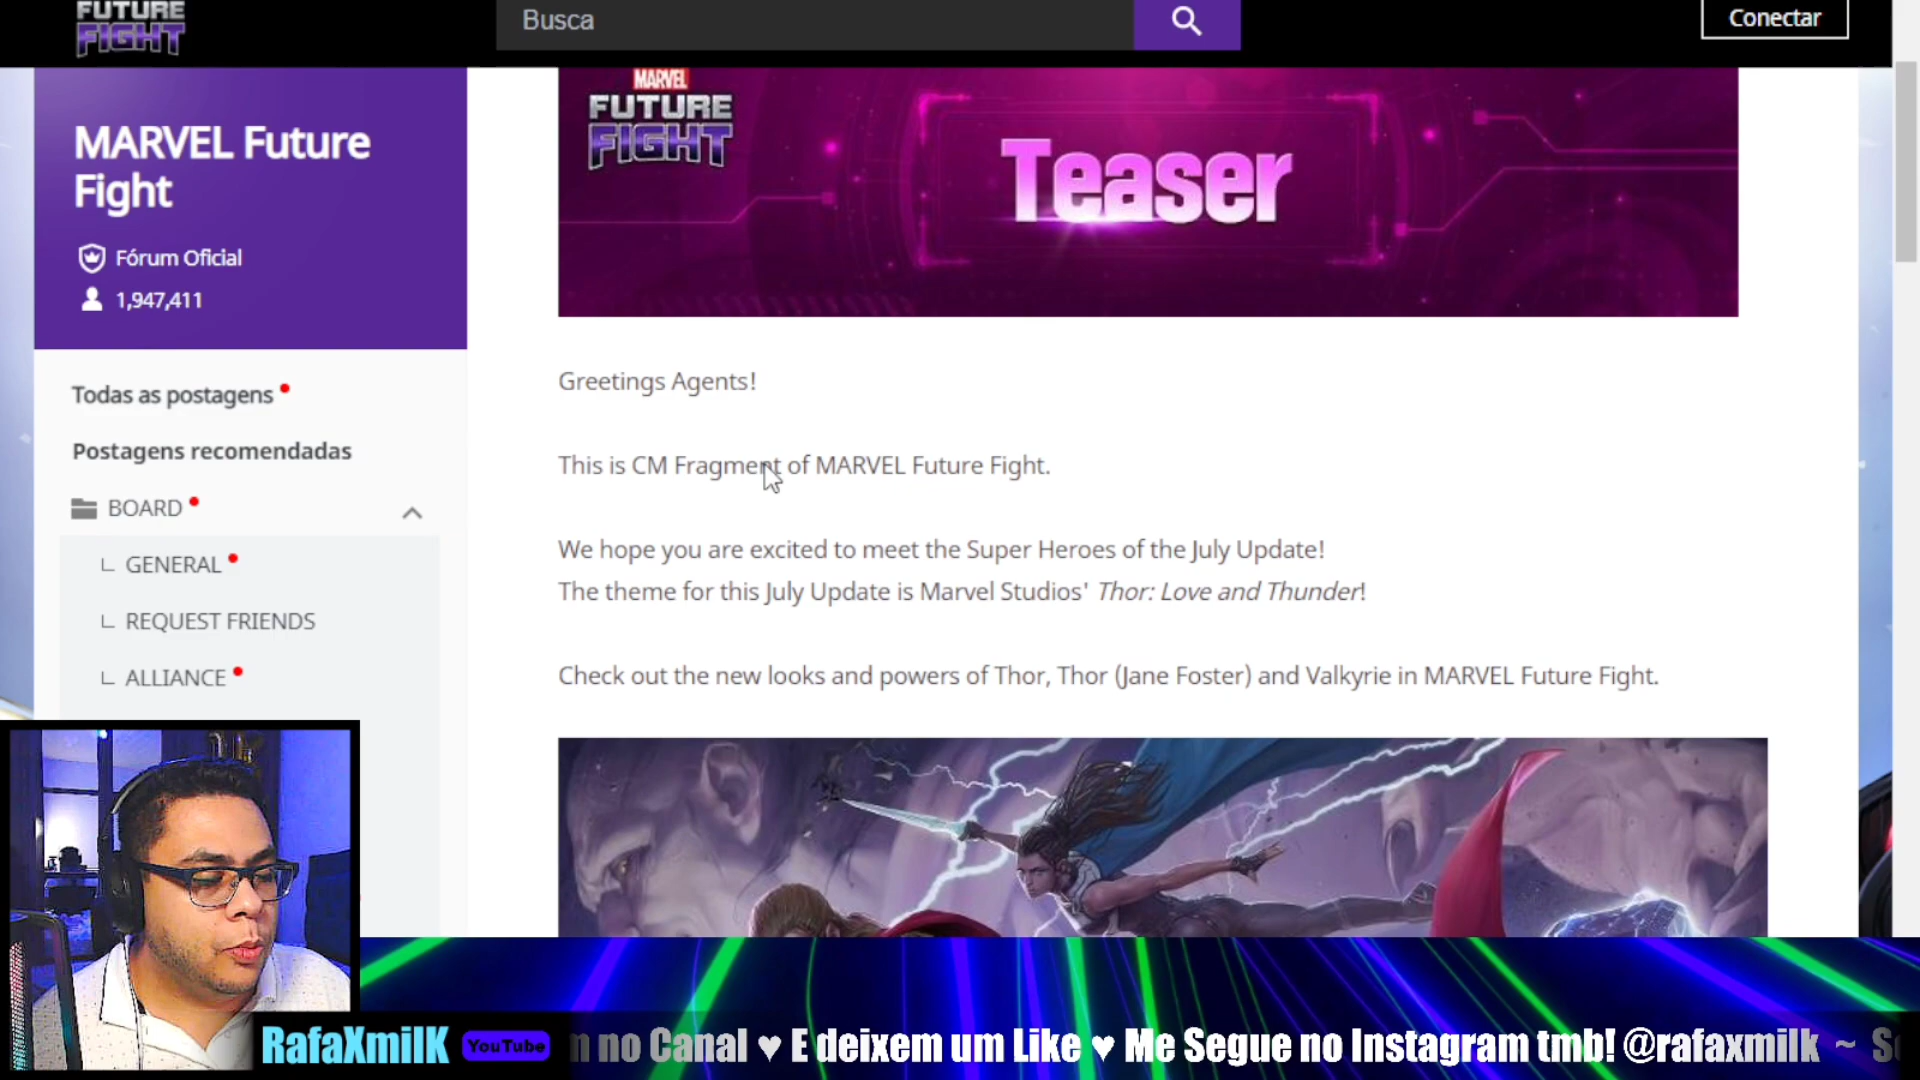 FUTURE
FIGHT
Busca
Conectar
MARVEL Future
Fight
Fórum Oficial
1,947,411
Todas as postagens
Postagens recomendadas
BOARD
GENERAL
REQUEST FRIENDS
ALLIANCE
MARVEL
FUTURE
FIGHT
Teaser
Greetings Agents!
This is CM Fragment of MARVEL Future Fight.
We hope you are excited to meet the Super Heroes of the July Update!
The theme for this July Update is Marvel Studios' Thor: Love and Thunder!
Check out the new looks and powers of Thor, Thor (Jane Foster) and Valkyrie in MARVEL Future Fight.
RafaXmilK YouTube no Canal ♥ E deixem um Like ♥ Me Segue no Instagram tmb! @rafaxmilk ~